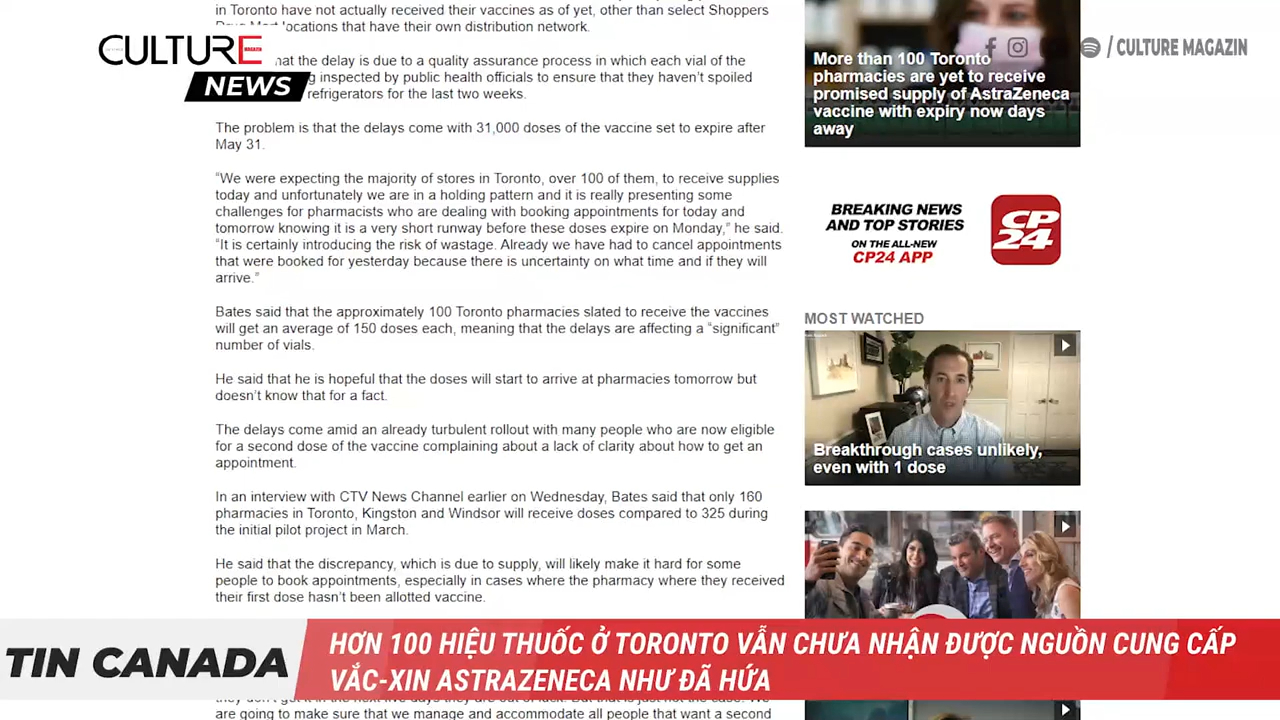 in Toronto have not actually received their vaccines as of yet, other than select Shoppers
locations that have their own distribution network.
CULTURE
MAGAZIN
NEWS
hat the delay is due to a quality assurance process in which each vial of the
g inspected by public health officials to ensure that they haven't spoiled
refrigerators for the last two weeks.
The problem is that the delays come with 31,000 doses of the vaccine set to expire after
May 31.
“We were expecting the majority of stores in Toronto, over 100 of them, to receive supplies
today and unfortunately we are in a holding pattern and it is really presenting some
challenges for pharmacists who are dealing with booking appointments for today and
tomorrow knowing it is a very short runway before these doses expire on Monday,” he said.
“It is certainly introducing the risk of wastage. Already we have had to cancel appointments
that were booked for yesterday because there is uncertainty on what time and if they will
arrive.”
Bates said that the approximately 100 Toronto pharmacies slated to receive the vaccines
will get an average of 150 doses each, meaning that the delays are affecting a “significant”
number of vials.
He said that he is hopeful that the doses will start to arrive at pharmacies tomorrow but
doesn't know that for a fact.
The delays come amid an already turbulent rollout with many people who are now eligible
for a second dose of the vaccine complaining about a lack of clarity about how to get an
appointment.
In an interview with CTV News Channel earlier on Wednesday, Bates said that only 160
pharmacies in Toronto, Kingston and Windsor will receive doses compared to 325 during
the initial pilot project in March.
He said that the discrepancy, which is due to supply, will likely make it hard for some
people to book appointments, especially in cases where the pharmacy where they received
their first dose hasn't been allotted vaccine.
are going to make sure that we manage and accommodate all people that want a second
/ CULTURE MAGAZIN
More than 100 Toronto
pharmacies are yet to receive
promised supply of AstraZeneca
vaccine with expiry now days
away
BREAKING NEWS
AND TOP STORIES
ON THE ALL-NEW
CP24 APP
CP
24
MOST WATCHED
Breakthrough cases unlikely,
even with 1 dose
TIN CANADA
HƠN 100 HIỆU THUỐC Ở TORONTO VẪN CHƯA NHẬN ĐƯỢC NGUỒN CUNG CẤP
VẮC-XIN ASTRAZENECA NHƯ ĐÃ HỨA